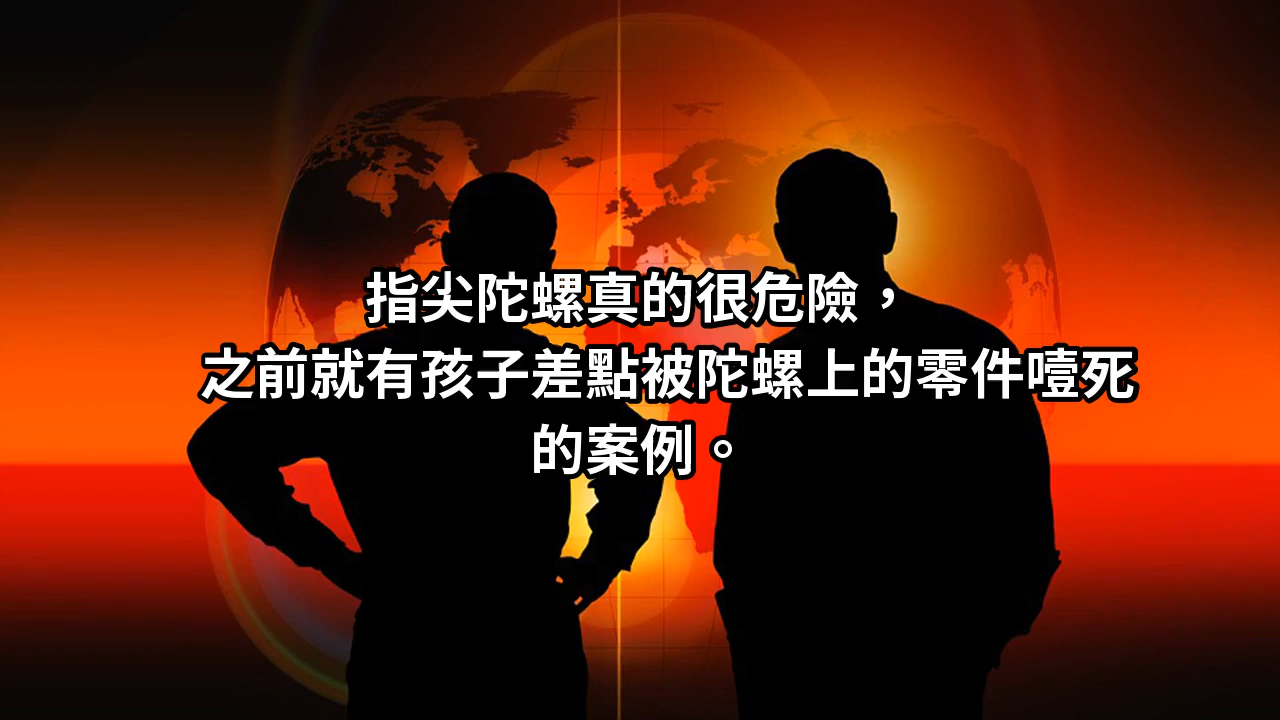 指尖陀螺真的很危險，
之前就有孩子差點被陀螺上的零件噎死
的案例。